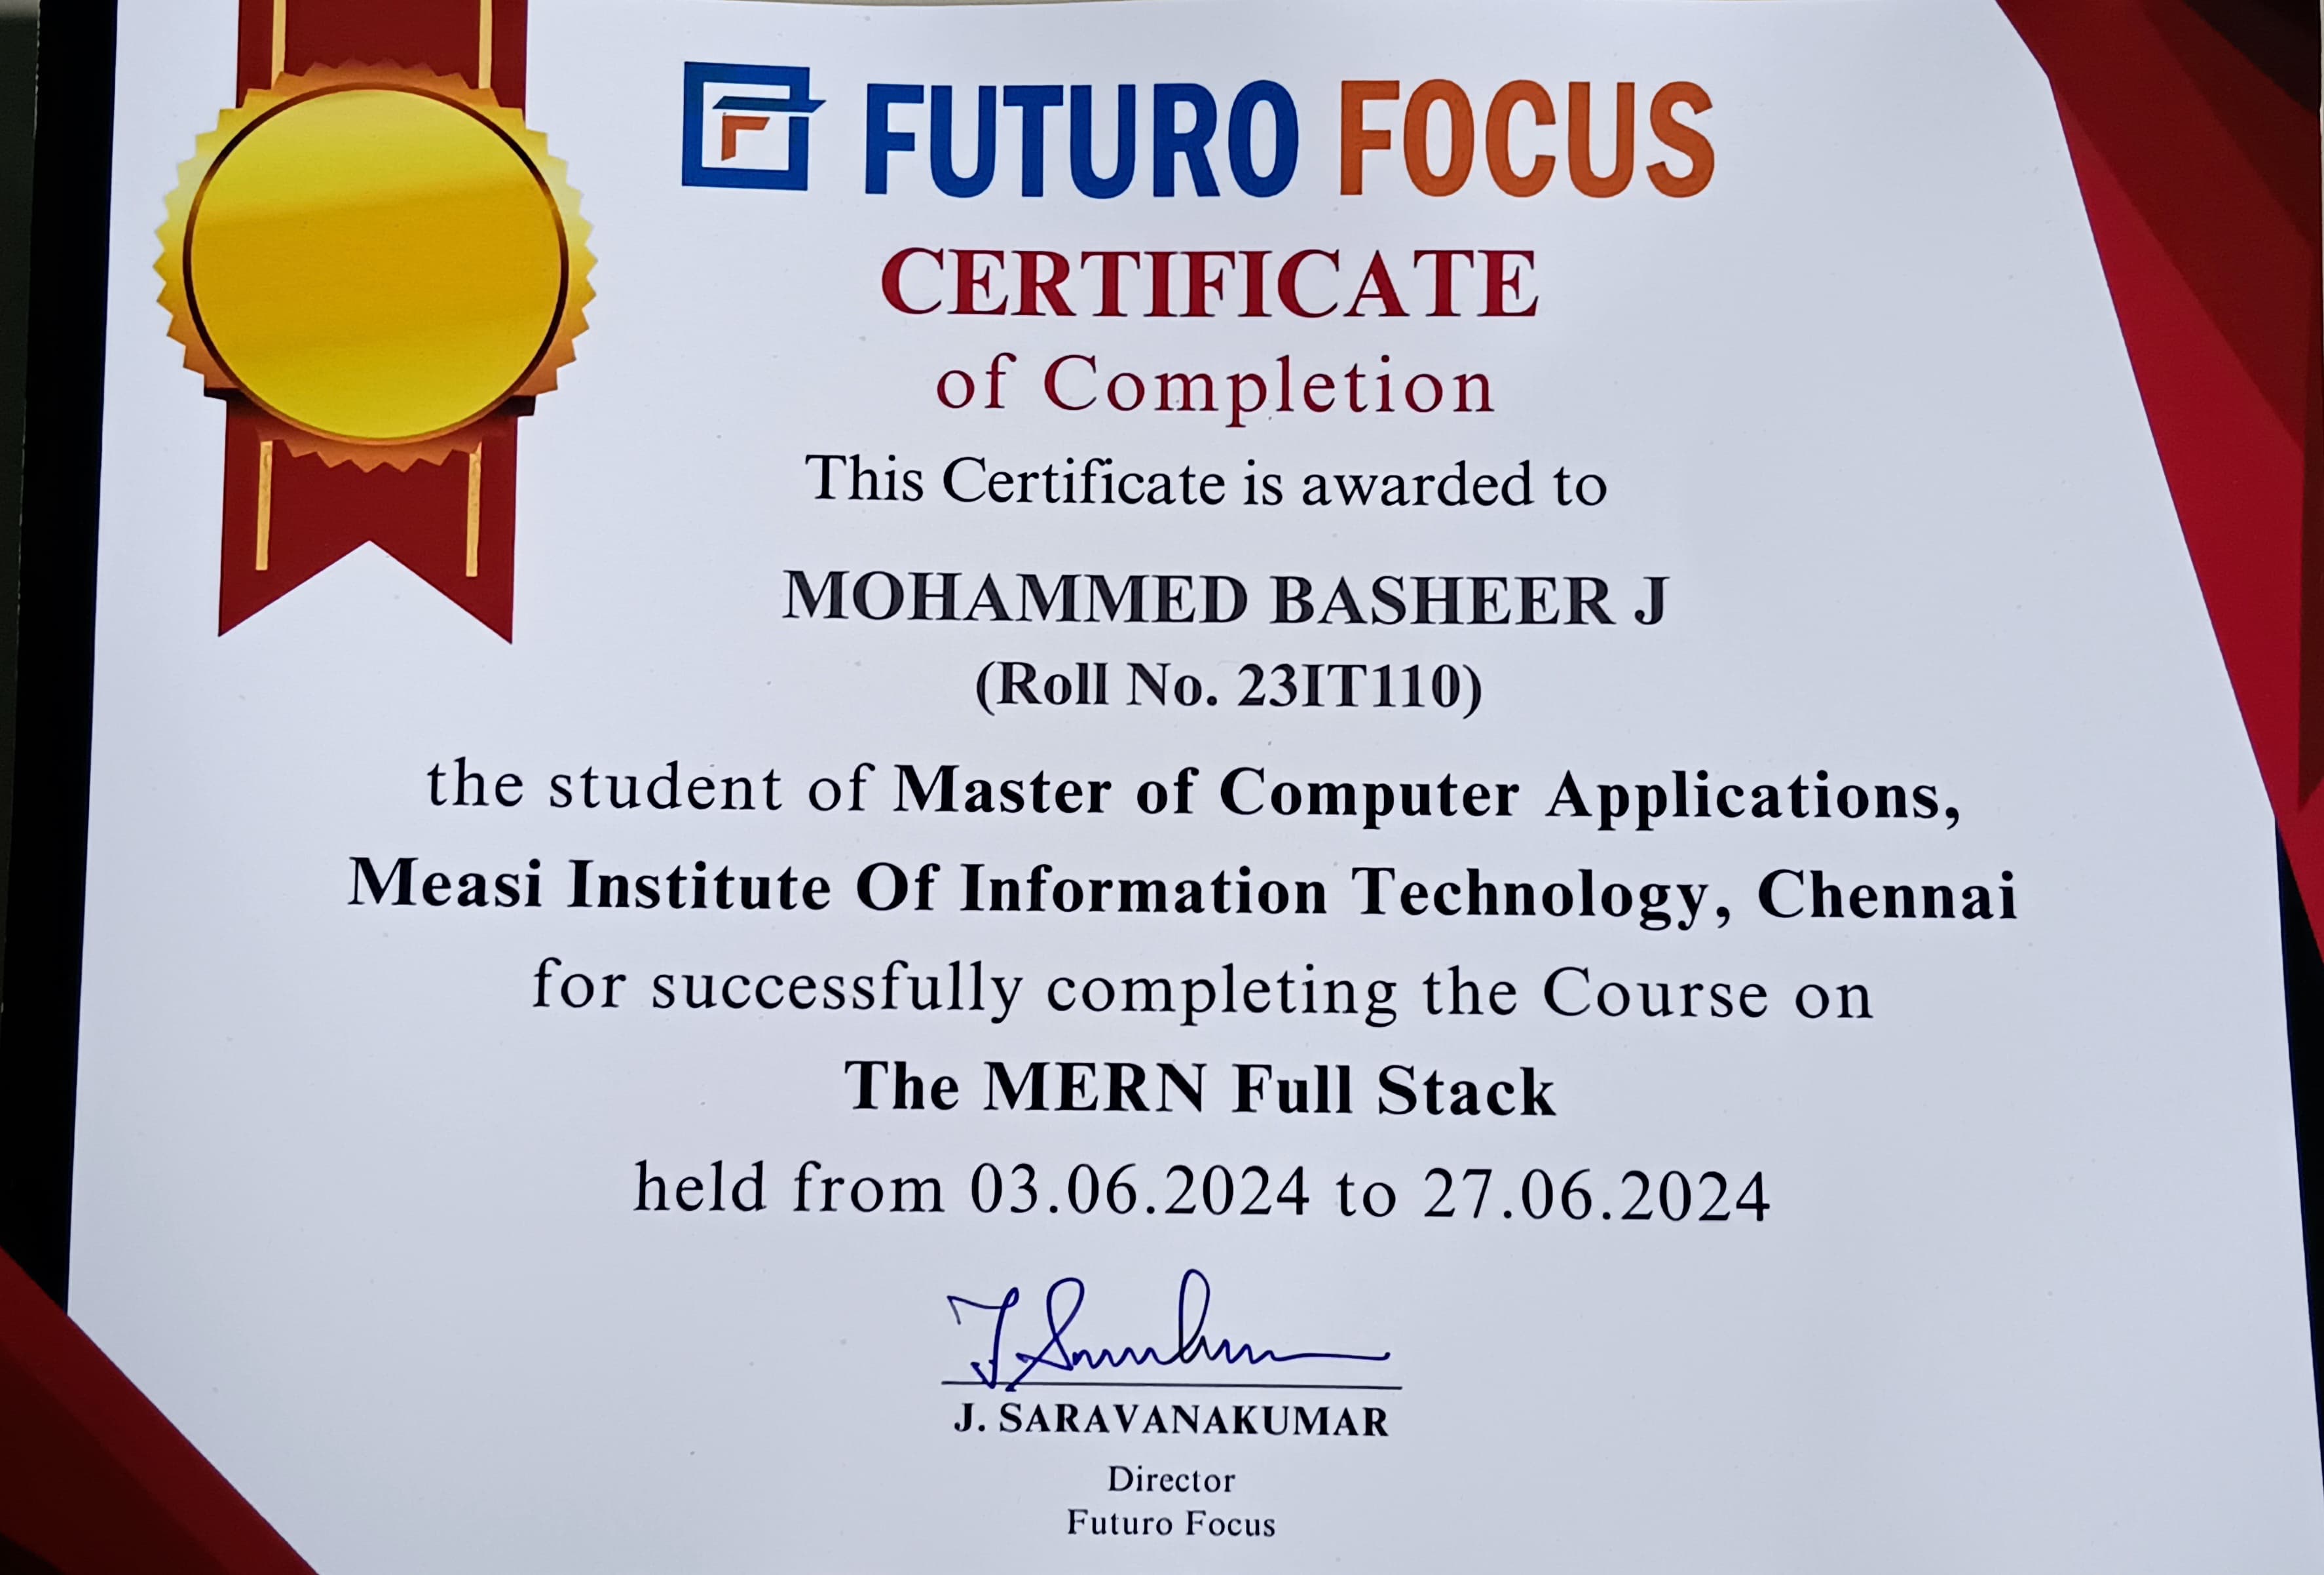 FUTURO FOCUS
CERTIFICATE
of Completion
This Certificate is awarded to
MOHAMMED BASHEER J
(Roll No. 23IT110)
the student of Master of Computer Applications,
Measi Institute Of Information Technology, Chennai
for successfully completing the Course on
The MERN Full Stack
held from 03.06.2024 to 27.06.2024
J. SARAVANAKUMAR
Director
Futuro Focus